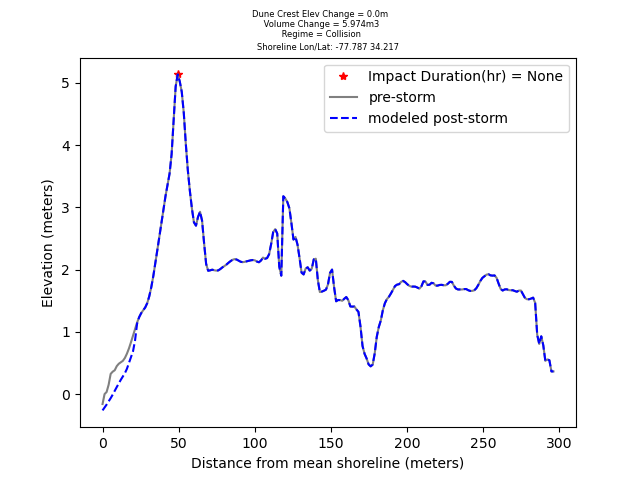 Dune Crest Elev Change = 0.0m
Volume Change = 5.974m3
Regime = Collision
Shoreline Lon/Lat: -77.787 34.217
Impact Duration(hr) = None
pre-storm
modeled post-storm
Elevation (meters)
5
4
3
2
1
0
0 50 100 150 200 250 300
Distance from mean shoreline (meters)